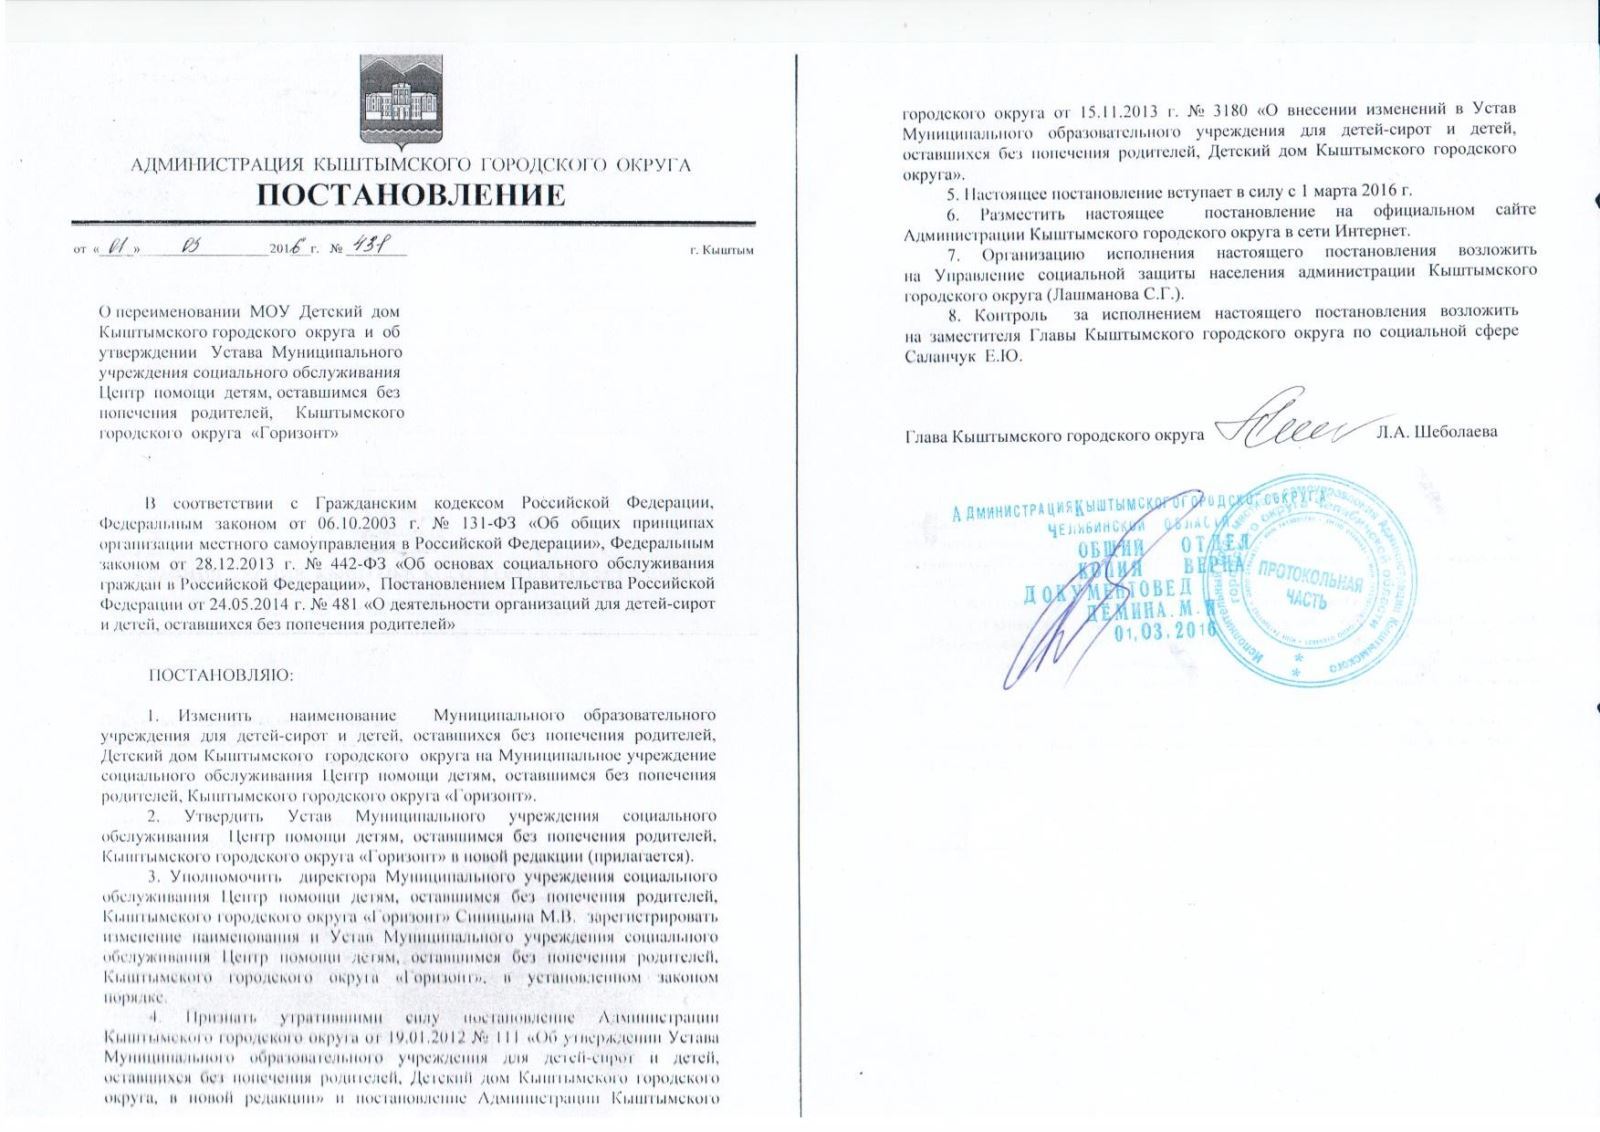 АДМИНИСТРАЦИЯ КЫШТЫМСКОГО ГОРОДСКОГО ОКРУГА
ПОСТАНОВЛЕНИЕ
от «01» 03 2016 г. №
г. Кыштым
О переименовании МОУ Детский дом
Кыштымского городского округа и об
утверждении Устава Муниципального
учреждения социального обслуживания
Центр помощи детям, оставшимся без
попечения родителей, Кыштымского
городского округа «Горизонт»
В соответствии с Гражданским кодексом Российской Федерации,
Федеральным законом от 06.10.2003 г. № 131-ФЗ «Об общих принципах
организации местного самоуправления в Российской Федерации», Федеральным
законом от 28.12.2013 г. № 442-ФЗ «Об основах социального обслуживания
граждан в Российской Федерации», Постановлением Правительства Российской
Федерации от 24.05.2014 г. № 481 «О деятельности организаций для детей-сирот
и детей, оставшихся без попечения родителей»
ПОСТАНОВЛЯЮ:
1. Изменить наименование Муниципального образовательного
учреждения для детей-сирот и детей, оставшихся без попечения родителей,
Детский дом Кыштымского городского округа на Муниципальное учреждение
социального обслуживания Центр помощи детям, оставшимся без попечения
родителей, Кыштымского городского округа «Горизонт».
2. Утвердить Устав Муниципального учреждения социального
обслуживания Центр помощи детям, оставшимся без попечения родителей,
Кыштымского городского округа «Горизонт» в новой редакции (прилагается).
3. Уполномочить директора Муниципального учреждения социального
обслуживания Центр помощи детям, оставшимся без попечения родителей,
Кыштымского городского округа «Горизонт» Синицына М.В. зарегистрировать
изменение наименования и Устав Муниципального учреждения социального
обслуживания Центр помощи детям, оставшимся без попечения родителей,
Кыштымского городского округа «Горизонт», в установленном законом
порядке.
4. Признать утратившими силу постановление Администрации
Кыштымского городского округа от 19.01.2012 № 111 «Об утверждении Устава
Муниципального образовательного учреждения для детей-сирот и детей,
оставшихся без попечения родителей, Детский дом Кыштымского городского
округа, в новой редакции» и постановление Администрации Кыштымского
городского округа от 15.11.2013 г. № 3180 «О внесении изменений в Устав
Муниципального образовательного учреждения для детей-сирот и детей,
оставшихся без попечения родителей, Детский дом Кыштымского городского
округа».
5. Настоящее постановление вступает в силу с 1 марта 2016 г.
6. Разместить настоящее постановление на официальном сайте
Администрации Кыштымского городского округа в сети Интернет.
7. Организацию исполнения настоящего постановления возложить
на Управление социальной защиты населения администрации Кыштымского
городского округа (Лашманова С.Г.).
8. Контроль за исполнением настоящего постановления возложить
на заместителя Главы Кыштымского городского округа по социальной сфере
Саланчук Е.Ю.
Глава Кыштымского городского округа Л.А. Шеболаева
АДМИНИСТРАЦИЯ КЫШТЫМСКОГО ГОРОДСКОГО ОКРУГА
ЧЕЛЯБИНСКОЙ ОБЛАСТИ
ОБЩИЙ ОТДЕЛ
КОПИЯ ВЕРНА
ДОКУМЕНТОВЕД
ДЕМИНА. М.
01.03.2016
ПРОТОКОЛЬНАЯ
ЧАСТЬ